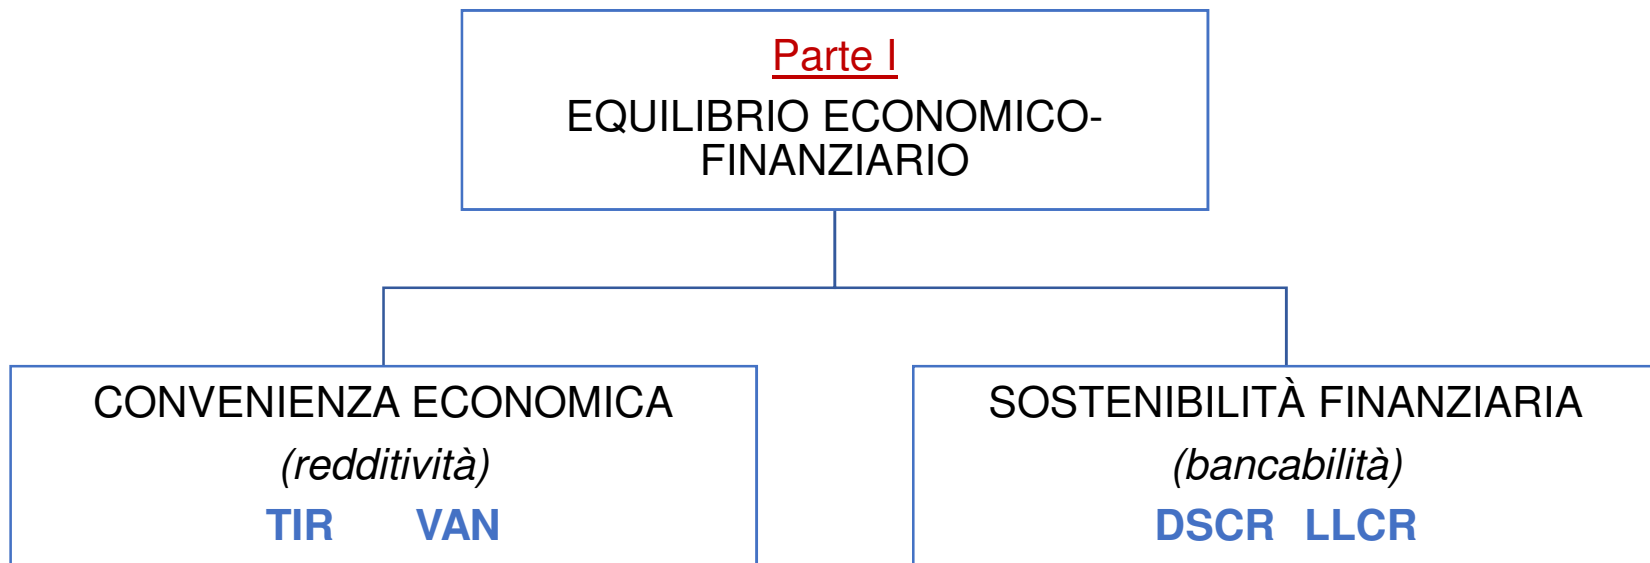 Parte I
EQUILIBRIO ECONOMICO-
FINANZIARIO
CONVENIENZA ECONOMICA
(redditività)
TIR VAN
SOSTENIBILITÀ FINANZIARIA
(bancabilità)
DSCR LLCR